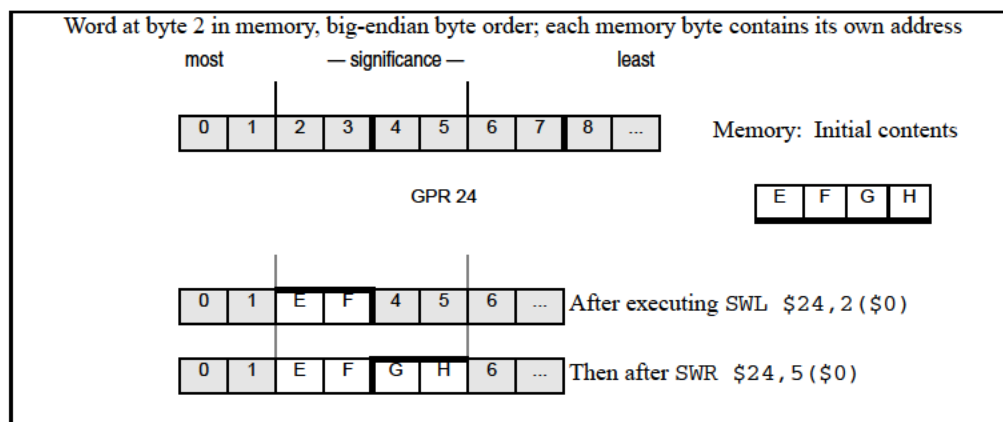 Word at byte 2 in memory, big-endian byte order; each memory byte contains its own address
most — significance — least
0 1 2 3 4 5 6 7 8 ... Memory: Initial contents
GPR 24 E F G H
0 1 E F 4 5 6 ... After executing SWL $24,2($0)
0 1 E F G H 6 ... Then after SWR $24,5($0)